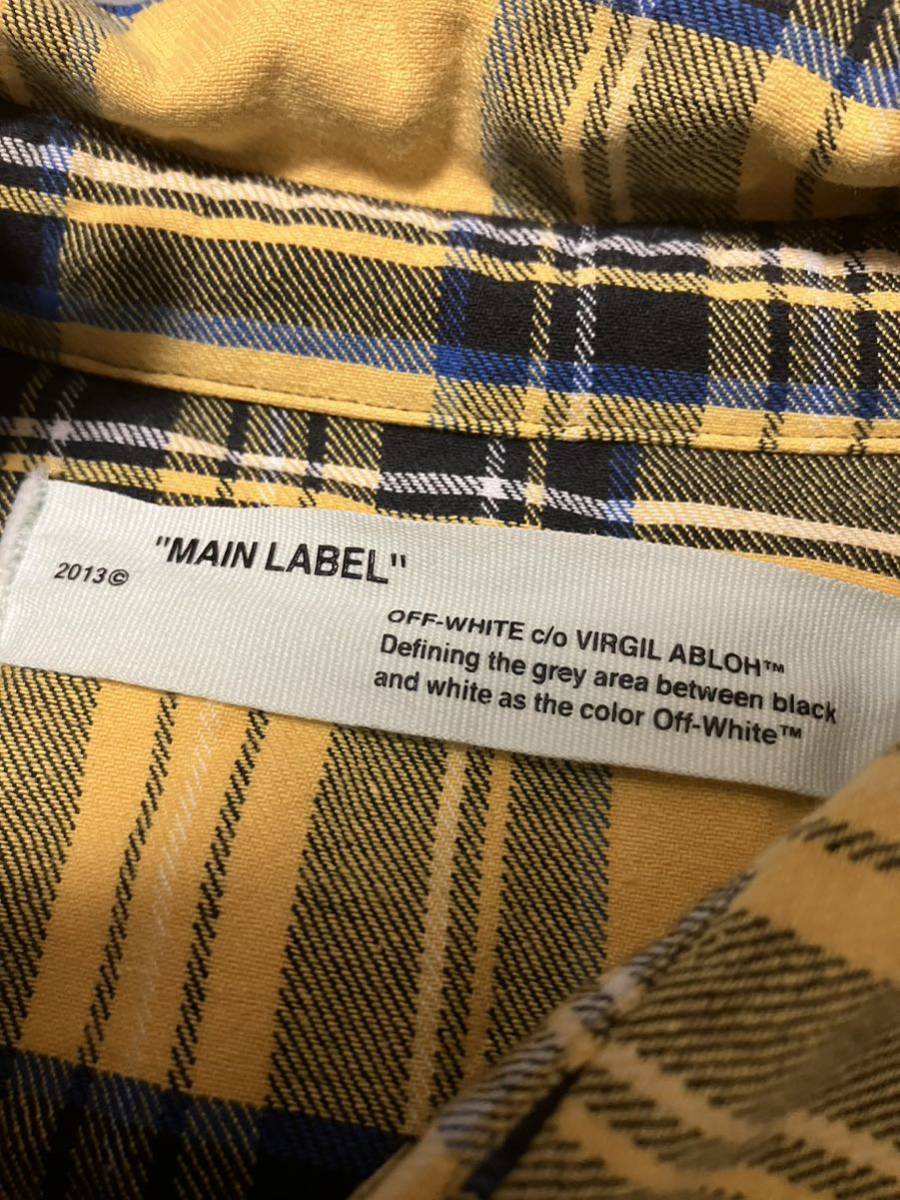 "MAIN LABEL"
2013©
OFF-WHITE c/o VIRGIL ABLOH™
Defining the grey area between black
and white as the color Off-White™